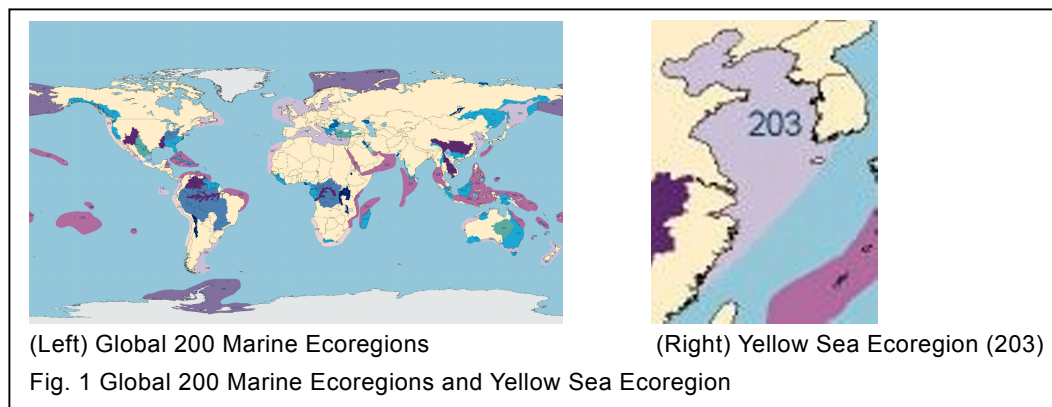 203
(Left) Global 200 Marine Ecoregions
(Right) Yellow Sea Ecoregion (203)
Fig. 1 Global 200 Marine Ecoregions and Yellow Sea Ecoregion